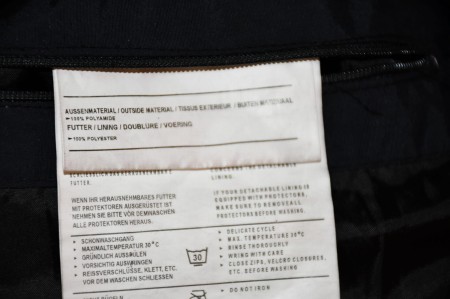 AUSSENMATERIAL / OUTSIDE MATERIAL / TISSUS EXTERIEUR / BUITEN MATERIAAL
100% POLYAMIDE
FUTTER / LINING / DOUBLURE / VOERING
100% POLYESTER
FUTTER.
LINING.
WENN IHR HERAUSNEHMBARES FUTTER
MIT PROTEKTOREN AUSGERÜSTET IST
NEHMEN SIE BITTE VOR DEM WASCHEN
ALLE PROTEKTOREN HERAUS.
IF YOUR DETACHABLE LINING IS
EQUIPPED WITH PROTECTORS,
MAKE SURE TO REMOVE ALL
PROTECTORS BEFORE WASHING.
• SCHONWASCHGANG
• MAXIMALTEMPERATUR 30°C
• GRÜNDLICH AUSSPÜLEN
• VORSICHTIG AUSWRINGEN
• REISSVERSCHLÜSSE, KLETT, ETC.
VOR DEM WASCHEN SCHLIESSEN
30
• DELICATE CYCLE
• MAX. TEMPERATURE 30°C
• RINSE THOROUGHLY
• WRING WITH CARE
• CLOSE ZIPS, VELCRO CLOSURES,
ETC. BEFORE WASHING
• DO NOT IRON